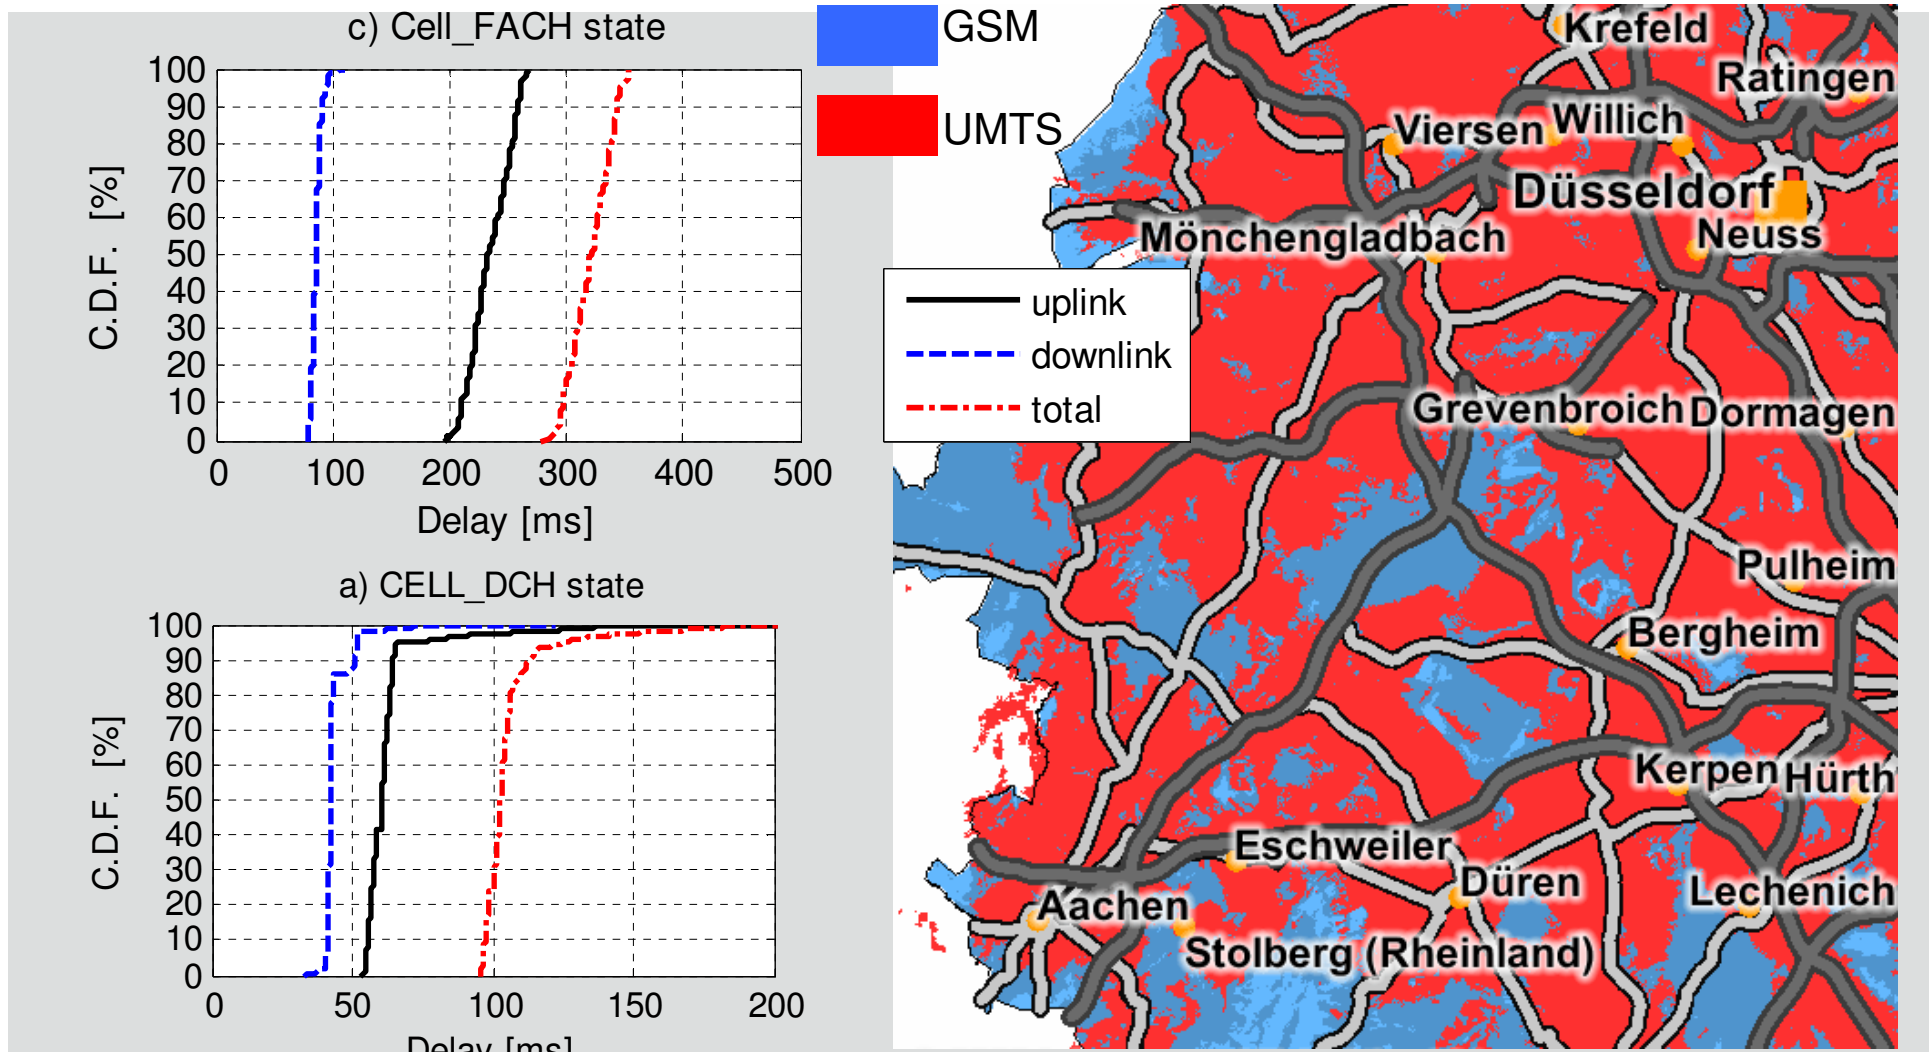 c) Cell_FACH state
100
90
80
70
60
50
40
30
20
10
0
C.D.F. [%]
0 100 200 300 400 500
Delay [ms]
a) CELL_DCH state
100
90
80
70
60
50
40
30
20
10
0
C.D.F. [%]
0 50 100 150 200
Delay [ms]
GSM
UMTS
uplink
downlink
total
Krefeld
Ratingen
Viersen
Willich
Düsseldorf
Mönchengladbach
Neuss
Grevenbroich
Dormagen
Pulheim
Bergheim
Kerpen
Hürth
Eschweiler
Düren
Lechenich
Aachen
Stolberg (Rheinland)